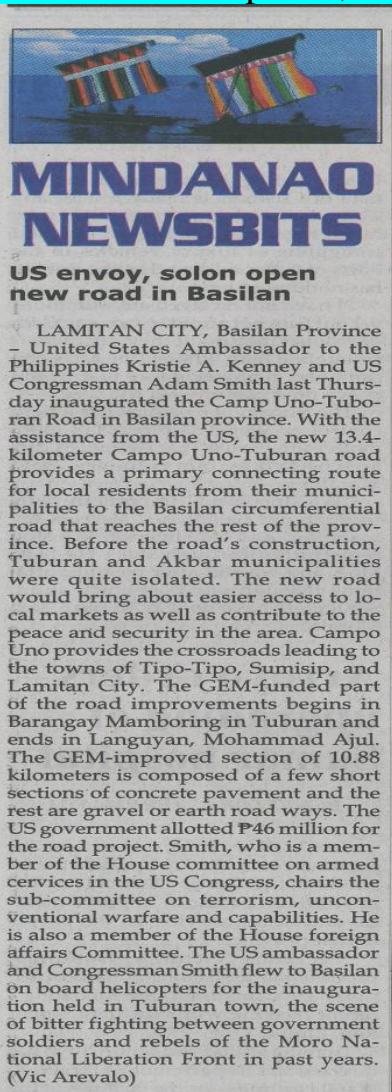 MINDANAO
NEWSBITS
US envoy, solon open
new road in Basilan
LAMITAN CITY, Basilan Province
– United States Ambassador to the
Philippines Kristie A. Kenney and US
Congressman Adam Smith last Thurs-
day inaugurated the Camp Uno-Tubo-
ran Road in Basilan province. With the
assistance from the US, the new 13.4-
kilometer Campo Uno-Tuburan road
provides a primary connecting route
for local residents from their munici-
palities to the Basilan circumferential
road that reaches the rest of the prov-
ince. Before the road's construction,
Tuburan and Akbar municipalities
were quite isolated. The new road
would bring about easier access to lo-
cal markets as well as contribute to the
peace and security in the area. Campo
Uno provides the crossroads leading to
the towns of Tipo-Tipo, Sumisip, and
Lamitan City. The GEM-funded part
of the road improvements begins in
Barangay Mamboring in Tuburan and
ends in Languyan, Mohammad Ajul.
The GEM-improved section of 10.88
kilometers is composed of a few short
sections of concrete pavement and the
rest are gravel or earth road ways. The
US government allotted ₱46 million for
the road project. Smith, who is a mem-
ber of the House committee on armed
cervices in the US Congress, chairs the
sub-committee on terrorism, uncon-
ventional warfare and capabilities. He
is also a member of the House foreign
affairs Committee. The US ambassador
and Congressman Smith flew to Basilan
on board helicopters for the inaugura-
tion held in Tuburan town, the scene
of bitter fighting between government
soldiers and rebels of the Moro Na-
tional Liberation Front in past years.
(Vic Arevalo)